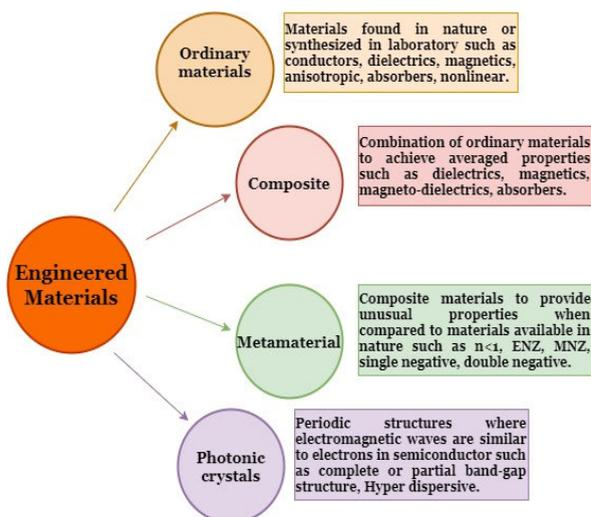 Ordinary
materials
Materials found in nature or
synthesized in laboratory such as
conductors, dielectrics, magnetics,
anisotropic, absorbers, nonlinear.
Composite
Combination of ordinary materials
to achieve averaged properties
such as dielectrics, magnetics,
magneto-dielectrics, absorbers.
Engineered
Materials
Metamaterial
Composite materials to provide
unusual properties when
compared to materials available in
nature such as n<1, ENZ, MNZ,
single negative, double negative.
Photonic
crystals
Periodic structures where
electromagnetic waves are similar
to electrons in semiconductor such
as complete or partial band-gap
structure, Hyper dispersive.